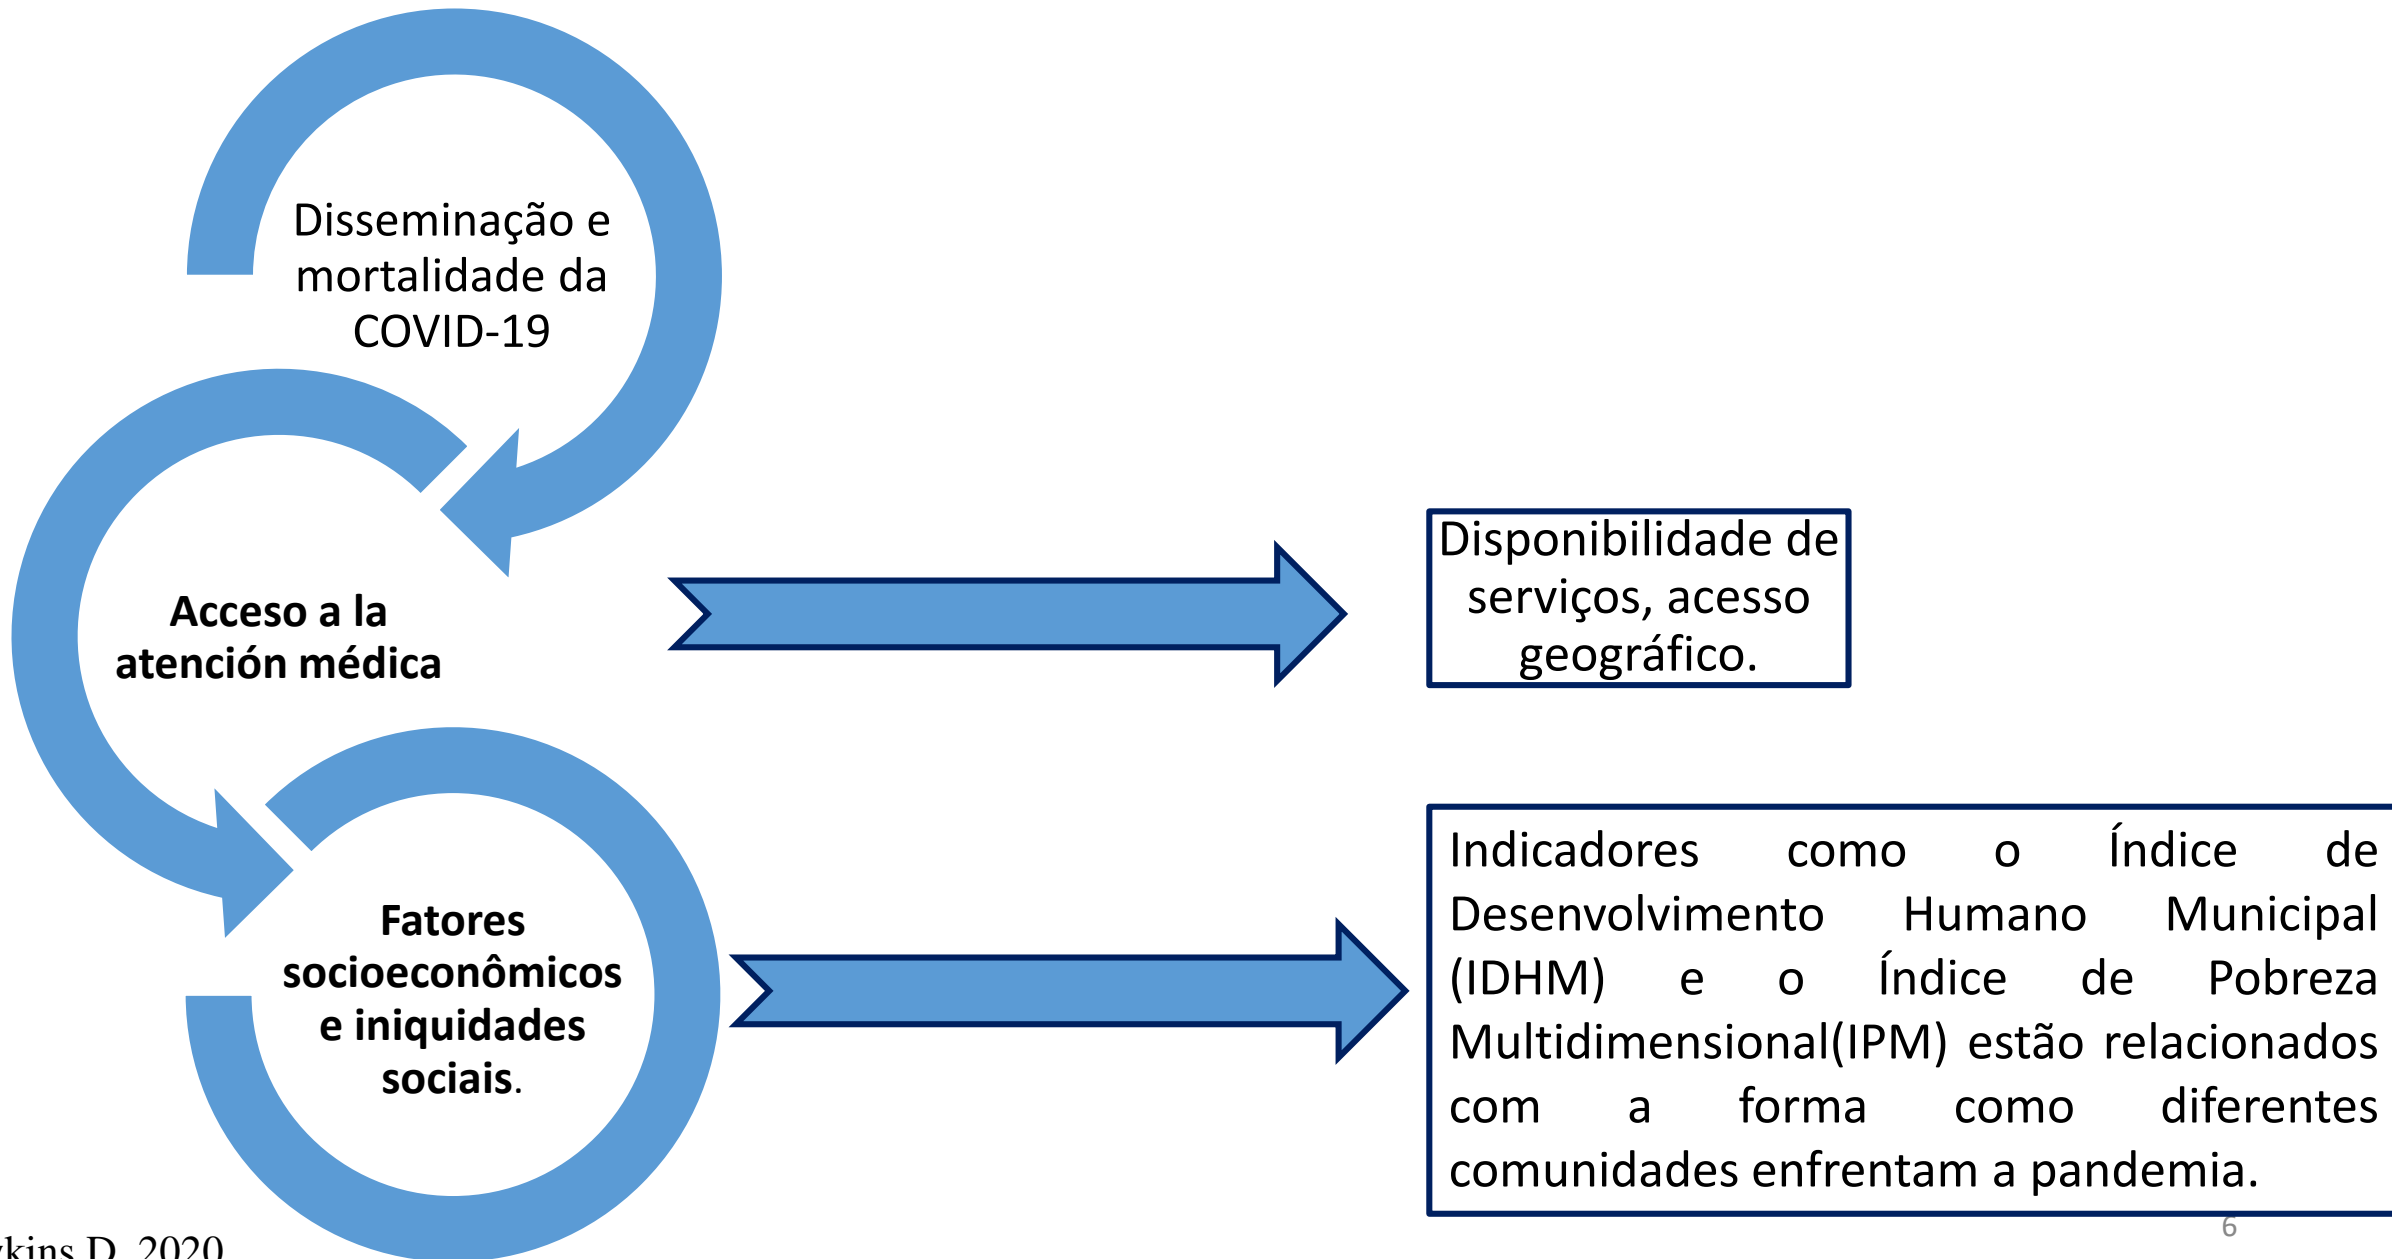 Disseminação e
mortalidade da
COVID-19
Acceso a la
atención médica
Disponibilidade de
serviços, acesso
geográfico.
Fatores
socioeconômicos
e iniquidades
sociais.
Indicadores como o Índice de
Desenvolvimento Humano Municipal
(IDHM) e o Índice de Pobreza
Multidimensional(IPM) estão relacionados
com a forma como diferentes
comunidades enfrentam a pandemia.
6
D, 2020